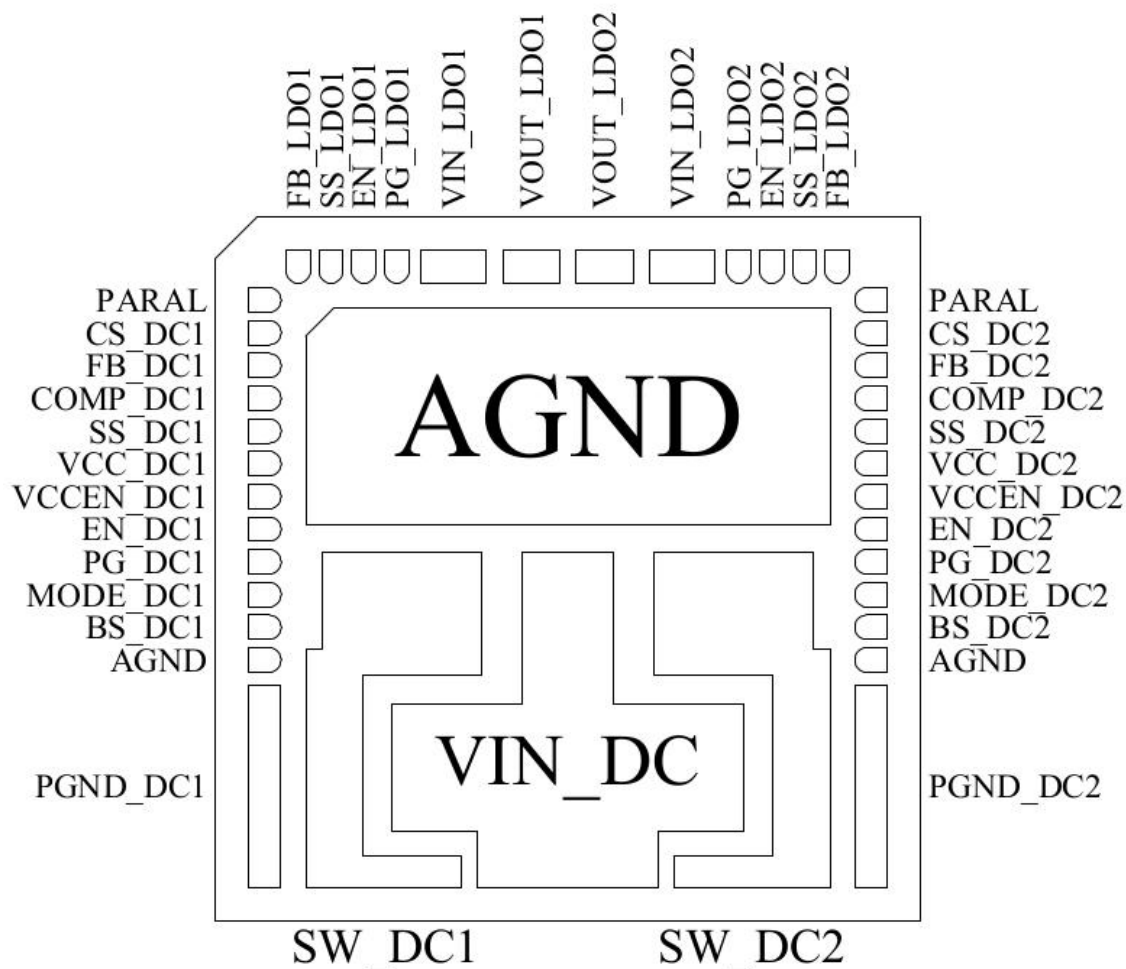 FB_LDO1
SS_LDO1
EN_LDO1
PG_LDO1
VIN_LDO1
VOUT_LDO1
VOUT_LDO2
VIN_LDO2
PG_LDO2
EN_LDO2
SS_LDO2
FB_LDO2
PARAL
CS_DC1
FB_DC1
COMP_DC1
SS_DC1
VCC_DC1
VCCEN_DC1
EN_DC1
PG_DC1
MODE_DC1
BS_DC1
AGND
PGND_DC1
AGND
VIN_DC
PARAL
CS_DC2
FB_DC2
COMP_DC2
SS_DC2
VCC_DC2
VCCEN_DC2
EN_DC2
PG_DC2
MODE_DC2
BS_DC2
AGND
PGND_DC2
SW_DC1
SW_DC2